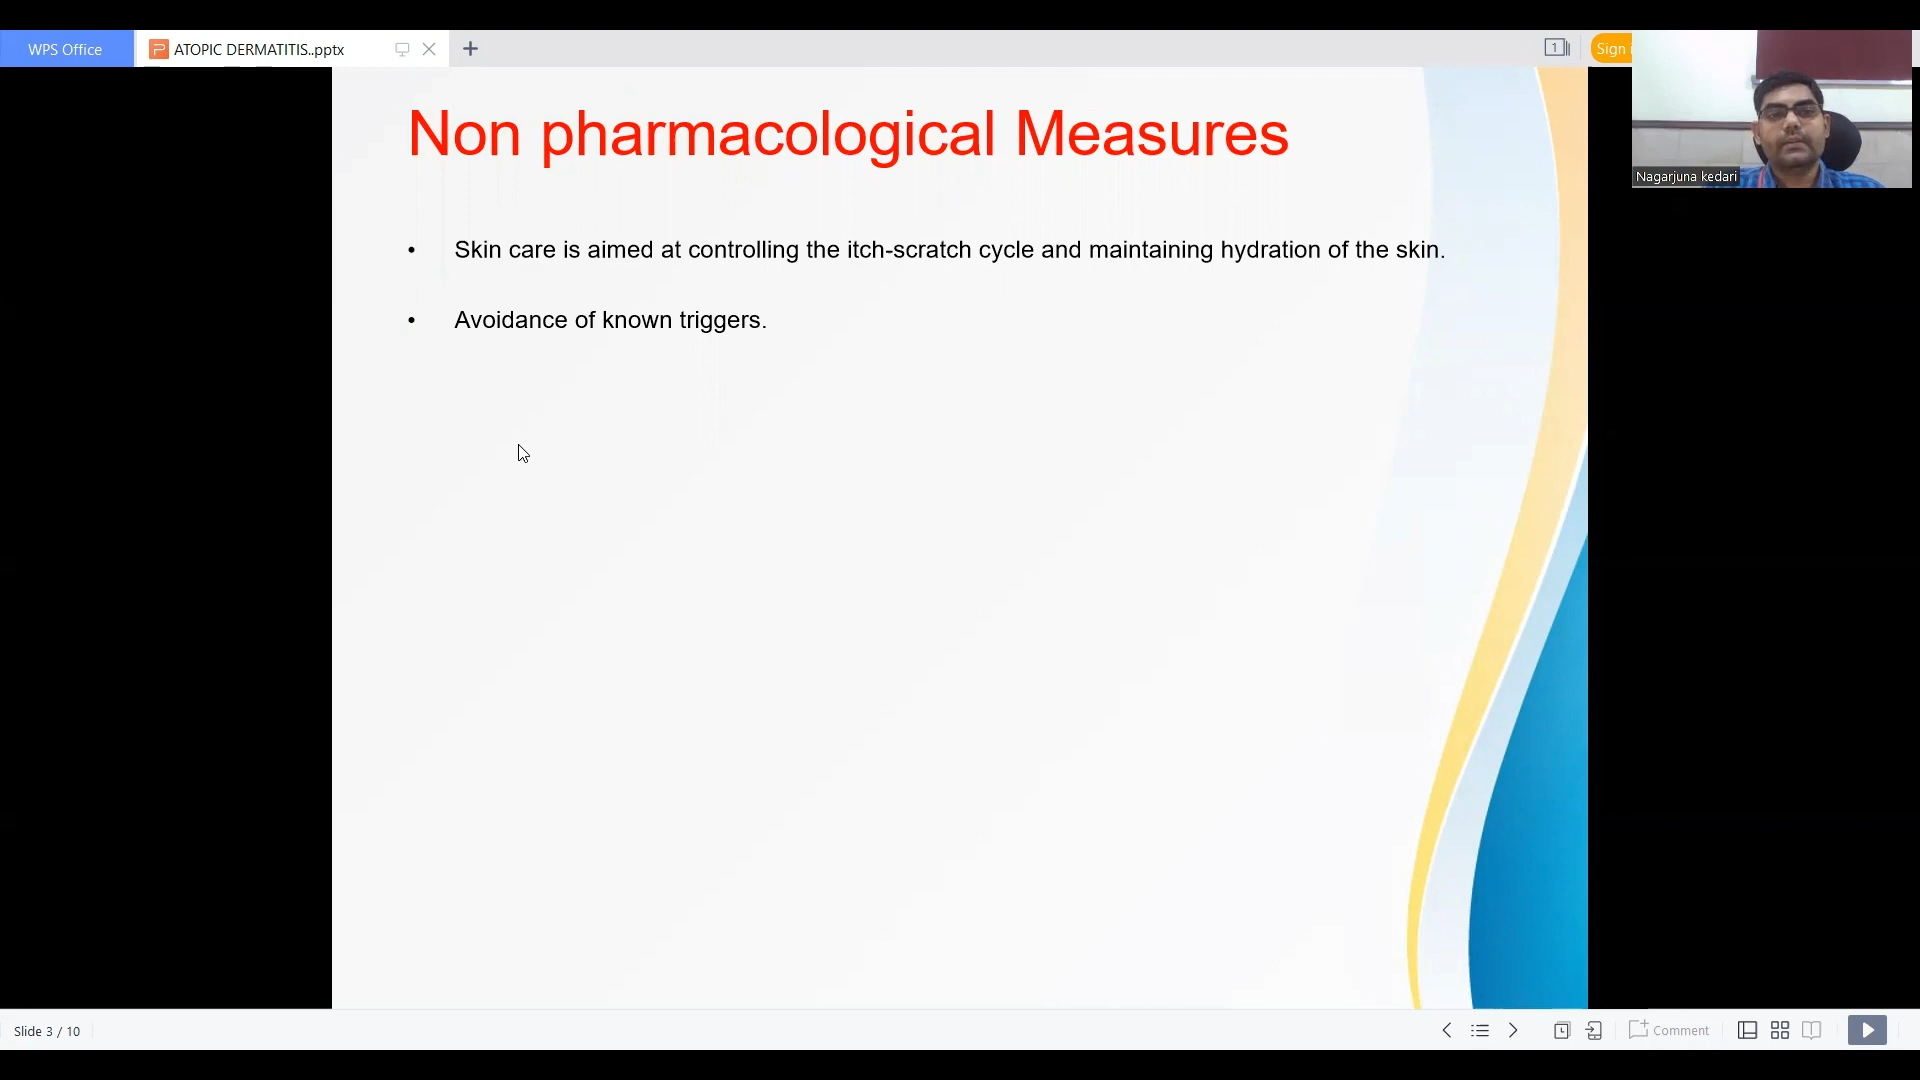 WPS Office
ATOPIC DERMATITIS..pptx
1
Sign
Nagarjuna kedari
Non pharmacological Measures
• Skin care is aimed at controlling the itch-scratch cycle and maintaining hydration of the skin.
• Avoidance of known triggers.
Slide 3 / 10
Comment